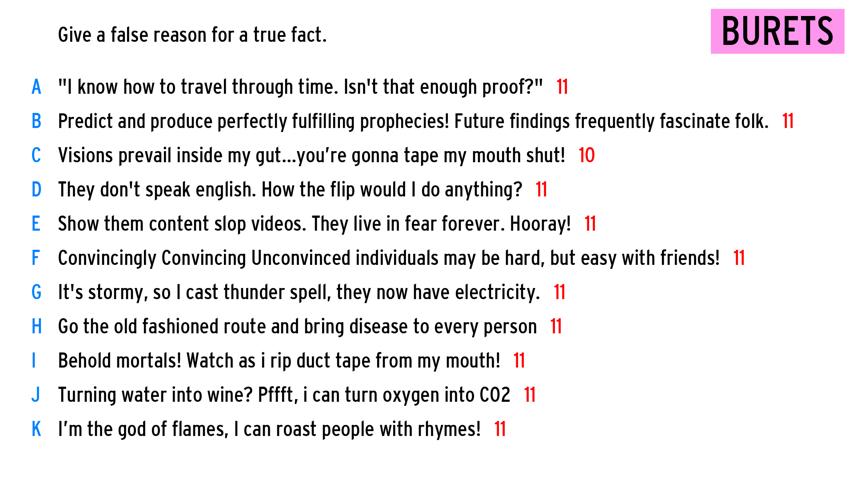 Give a false reason for a true fact.
BURETS
A "I know how to travel through time. Isn't that enough proof?" 11
B Predict and produce perfectly fulfilling prophecies! Future findings frequently fascinate folk. 11
C Visions prevail inside my gut...you're gonna tape my mouth shut! 10
D They don't speak english. How the flip would I do anything? 11
E Show them content slop videos. They live in fear forever. Hooray! 11
F Convincingly Convincing Unconvinced individuals may be hard, but easy with friends! 11
G It's stormy, so I cast thunder spell, they now have electricity. 11
H Go the old fashioned route and bring disease to every person 11
I Behold mortals! Watch as i rip duct tape from my mouth! 11
J Turning water into wine? Pffft, i can turn oxygen into CO2 11
K I'm the god of flames, I can roast people with rhymes! 11